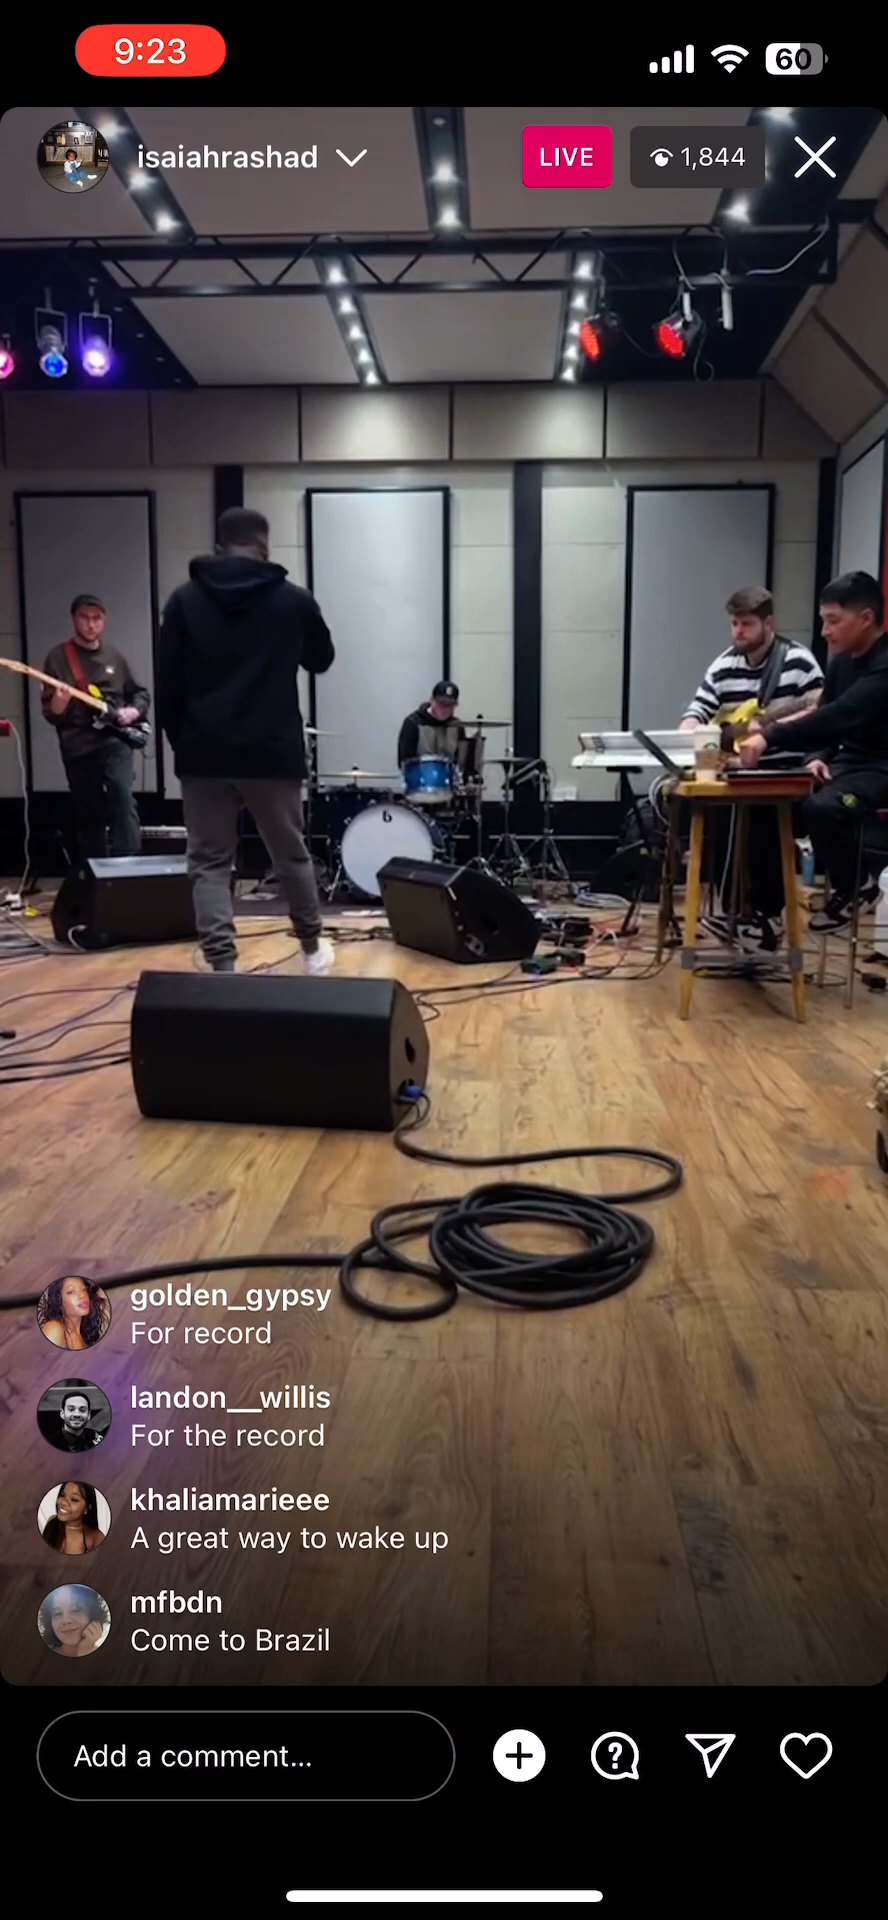 9:23
60
isaiahrashad
LIVE
1,844
b
golden_gypsy
For record
landon__willis
For the record
khaliamarieee
A great way to wake up
mfbdn
Come to Brazil
Add a comment...